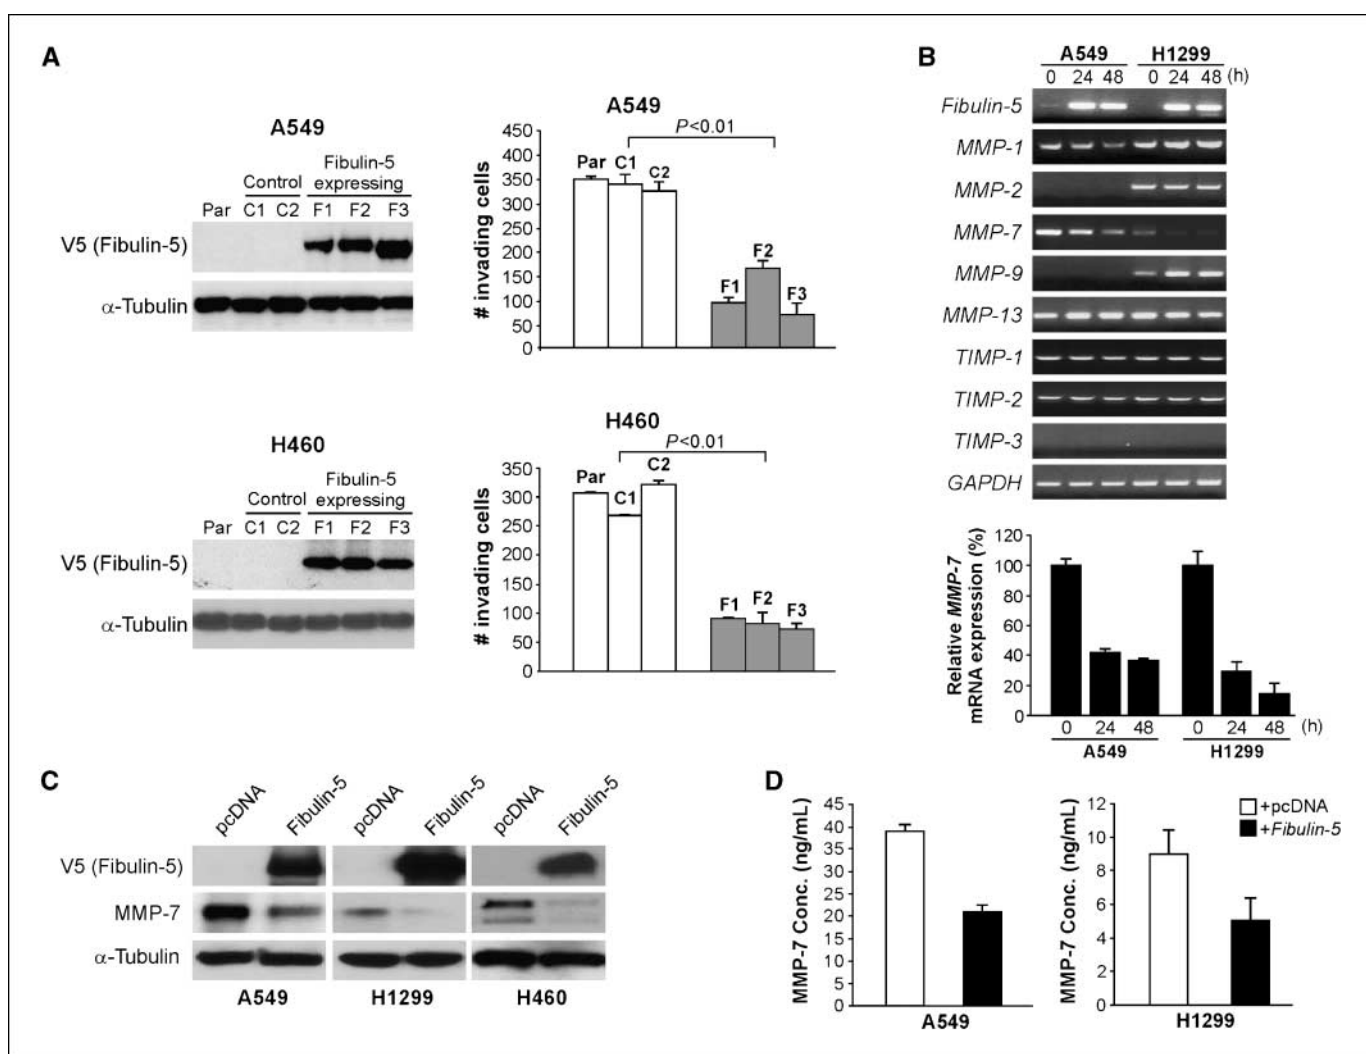 A
A549
Control
Fibulin-5
expressing
Par C1 C2 F1 F2 F3
V5 (Fibulin-5)
α-Tubulin
A549
P<0.01
# invading cells
450
400
350
300
250
200
150
100
50
0
Par C1 C2
F1 F2 F3
H460
Control
Fibulin-5
expressing
Par C1 C2 F1 F2 F3
V5 (Fibulin-5)
α-Tubulin
H460
P<0.01
# invading cells
350
300
250
200
150
100
50
0
Par C1 C2
F1 F2 F3
B
A549 H1299
0 24 48 0 24 48 (h)
Fibulin-5
MMP-1
MMP-2
MMP-7
MMP-9
MMP-13
TIMP-1
TIMP-2
TIMP-3
GAPDH
Relative MMP-7
mRNA expression (%)
120
100
80
60
40
20
0
0 24 48 0 24 48 (h)
A549 H1299
C
pcDNA Fibulin-5 pcDNA Fibulin-5 pcDNA Fibulin-5
V5 (Fibulin-5)
MMP-7
α-Tubulin
A549 H1299 H460
D
MMP-7 Conc. (ng/mL)
45
40
35
30
25
20
15
10
5
0
A549
MMP-7 Conc. (ng/mL)
12
10
8
6
4
2
0
H1299
+pcDNA
+Fibulin-5